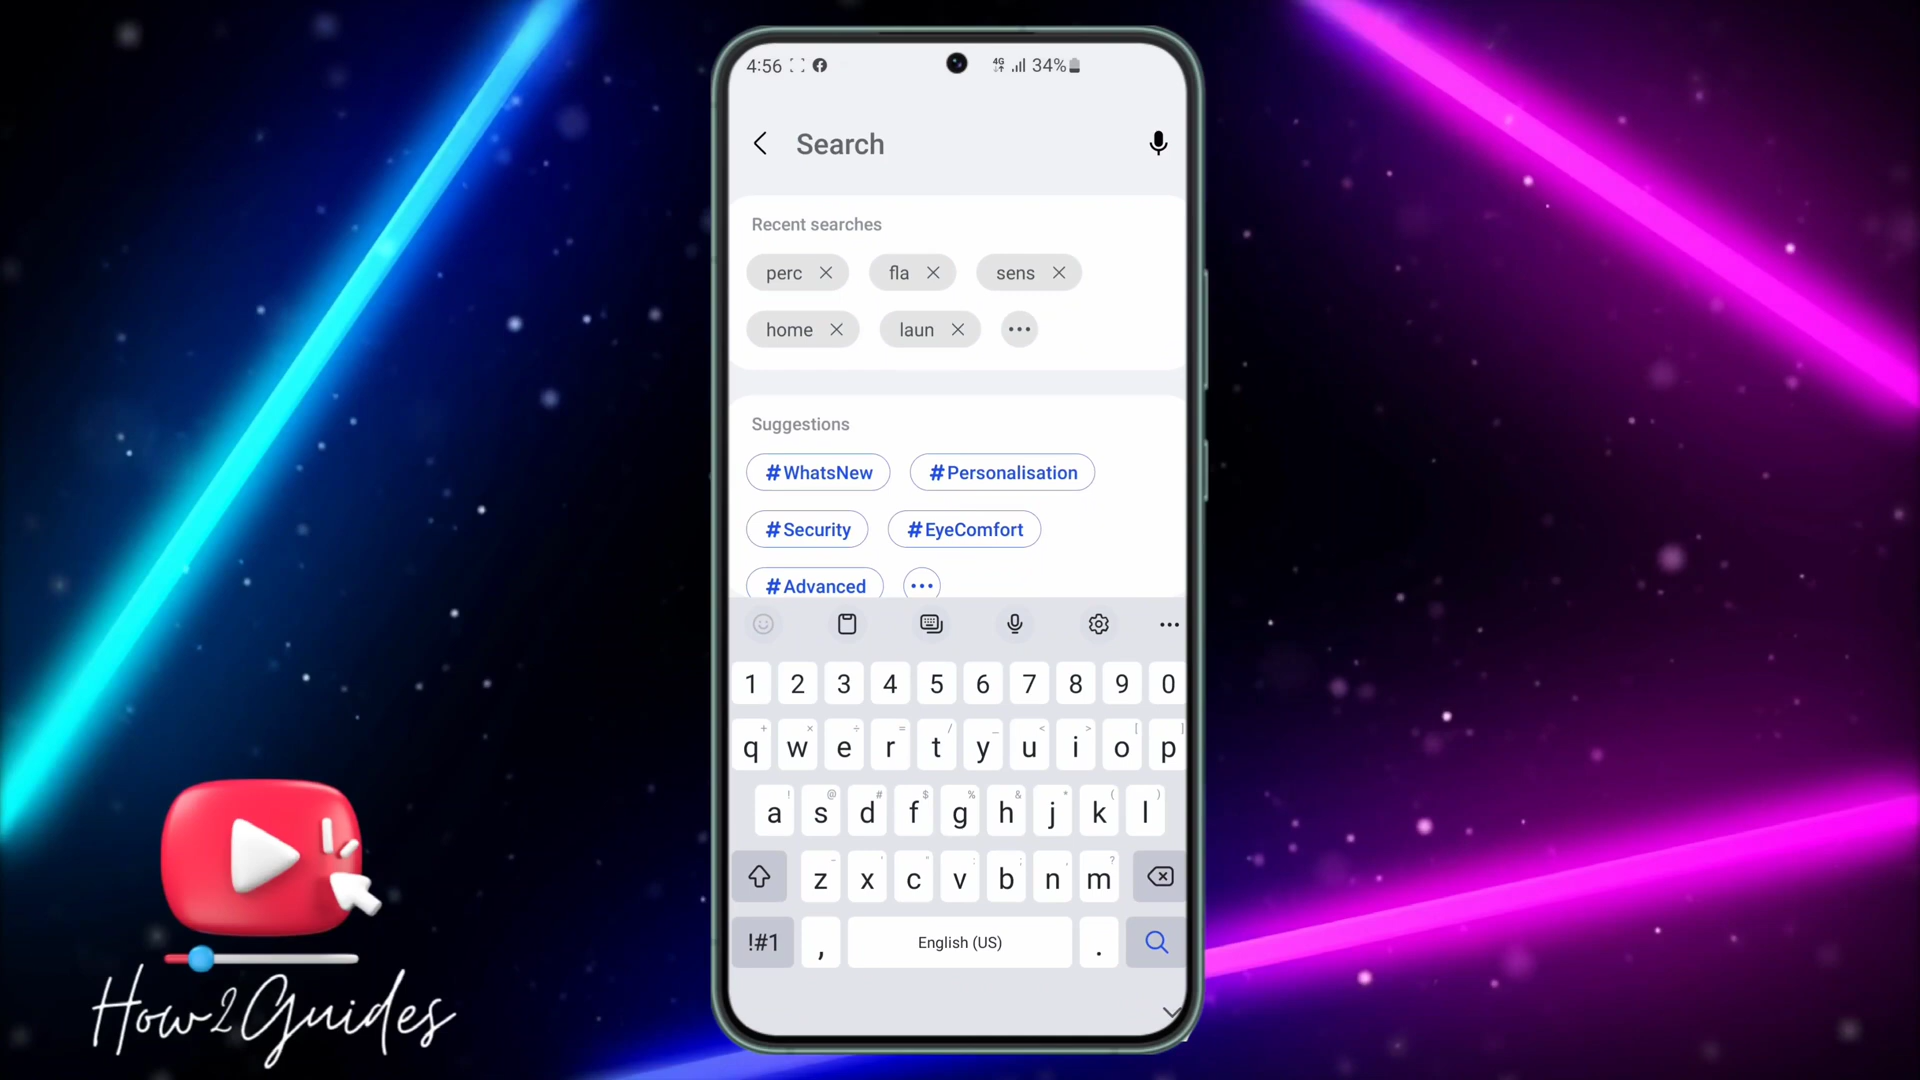 4:56 4G 34%
Search
Recent searches
perc fla sens
home laun
Suggestions
#WhatsNew #Personalisation
#Security #EyeComfort
#Advanced
1 2 3 4 5 6 7 8 9 0
+ × ÷ = / _ < > [ ]
q w e r t y u i o p
! @ # $ % & * ( )
a s d f g h j k l
- ' " : ; , ?
z x c v b n m
!#1 , English (US) .
How2Guides